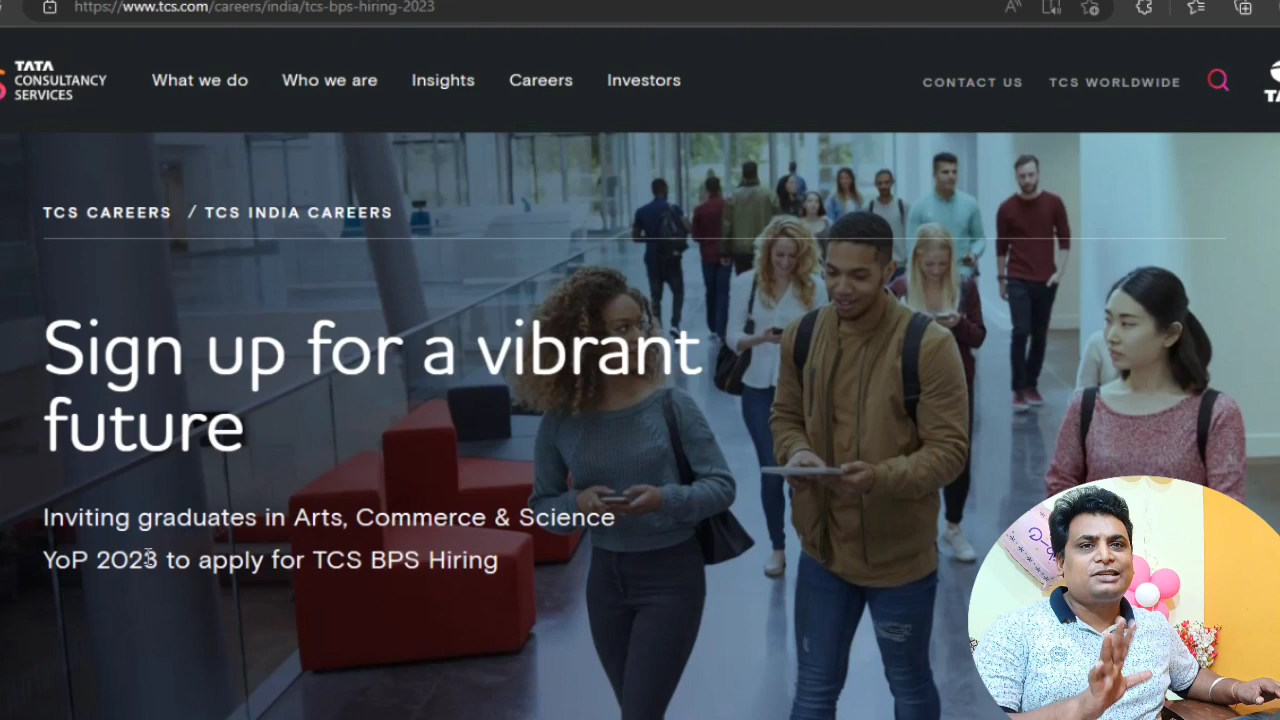 https://www.tcs.com/careers/india/tcs-bps-hiring-2023
TATA
CONSULTANCY
SERVICES
What we do
Who we are
Insights
Careers
Investors
CONTACT US
TCS WORLDWIDE
TCS CAREERS / TCS INDIA CAREERS
Sign up for a vibrant
future
Inviting graduates in Arts, Commerce & Science
YoP 2023 to apply for TCS BPS Hiring